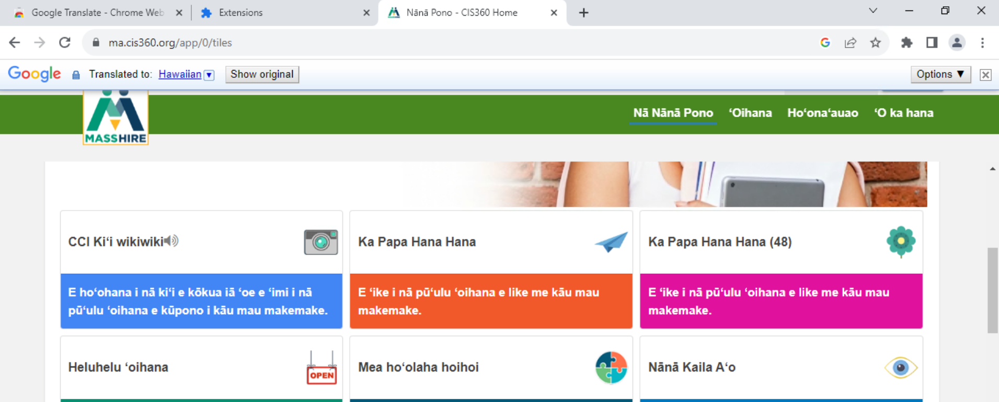 Google Translate - Chrome Web
Extensions
Nānā Pono - CIS360 Home
ma.cis360.org/app/0/tiles
Google Translated to: Hawaiian Show original Options ▼
MASSHIRE
Nā Nānā Pono ʻOihana Hoʻonaʻauao ʻO ka hana
CCI Kiʻi wikiwiki
E hoʻohana i nā kiʻi e kōkua iā ʻoe e ʻimi i nā
pūʻulu ʻoihana e kūpono i kāu mau makemake.
Ka Papa Hana Hana
E ʻike i nā pūʻulu ʻoihana e like me kāu mau
makemake.
Ka Papa Hana Hana (48)
E ʻike i nā pūʻulu ʻoihana e like me kāu mau
makemake.
Heluhelu ʻoihana
OPEN
Mea hoʻolaha hoihoi
Nānā Kaila Aʻo